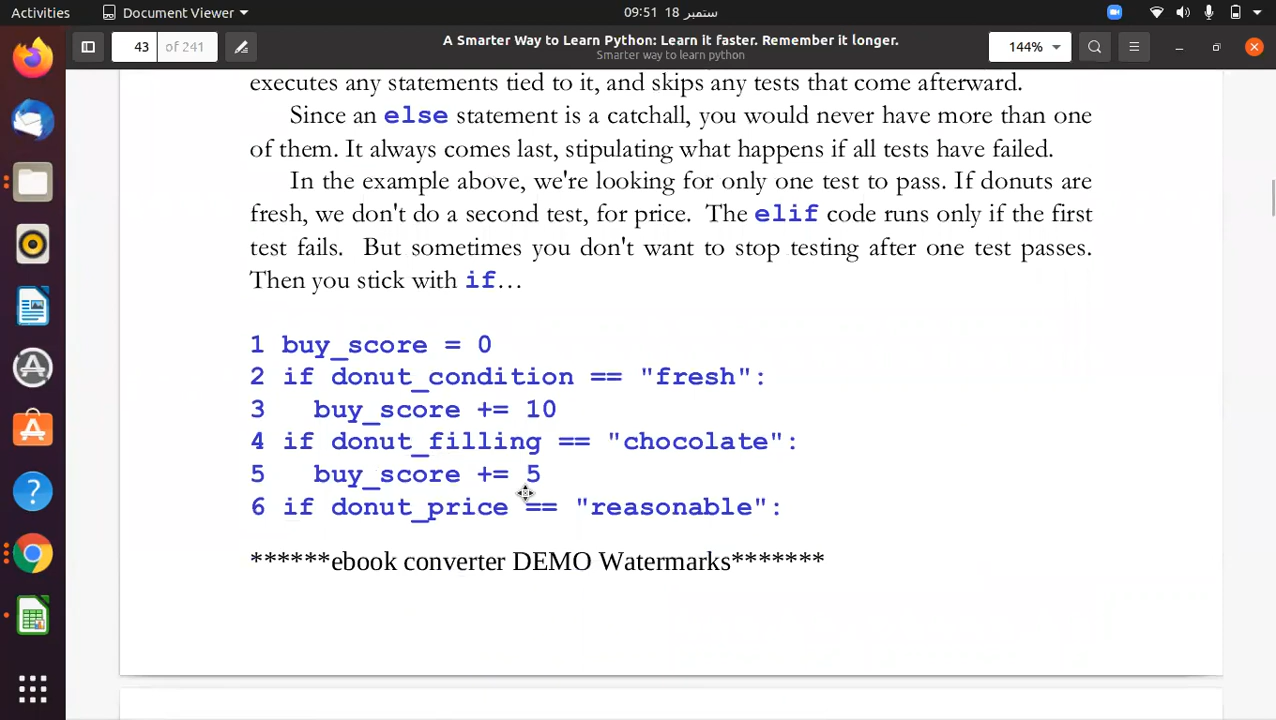 Activities Document Viewer 09:51 18 ستمبر
43 of 241 A Smarter Way to Learn Python: Learn it faster. Remember it longer. 144%
Smarter way to learn python
executes any statements tied to it, and skips any tests that come afterward.
Since an else statement is a catchall, you would never have more than one
of them. It always comes last, stipulating what happens if all tests have failed.
In the example above, we're looking for only one test to pass. If donuts are
fresh, we don't do a second test, for price. The elif code runs only if the first
test fails. But sometimes you don't want to stop testing after one test passes.
Then you stick with if…
1 buy_score = 0
2 if donut_condition == "fresh":
3 buy_score += 10
4 if donut_filling == "chocolate":
5 buy_score += 5
6 if donut_price == "reasonable":
******ebook converter DEMO Watermarks*******